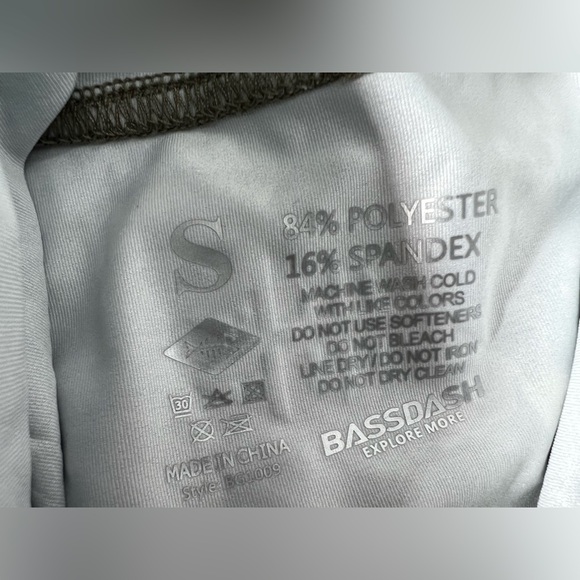 S
84% POLYESTER
16% SPANDEX
MACHINE WASH COLD
WITH LIKE COLORS
DO NOT USE SOFTENERS
DO NOT BLEACH
LINE DRY / DO NOT IRON
DO NOT DRY CLEAN
30
BASSDASH
EXPLORE MORE
MADE IN CHINA
Style: